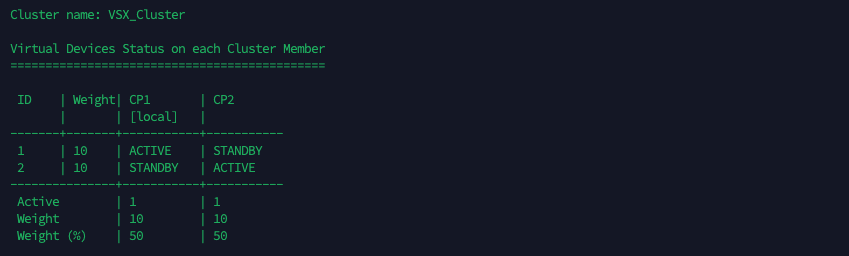 Cluster name: VSX_Cluster
Virtual Devices Status on each Cluster Member
=============================================
 ID    | Weight| CP1       | CP2
       |       | [local]   |
-------+-------+-----------+-----------
 1     | 10    | ACTIVE    | STANDBY
 2     | 10    | STANDBY   | ACTIVE
---------------+-----------+-----------
 Active        | 1         | 1
 Weight        | 10        | 10
 Weight (%)    | 50        | 50